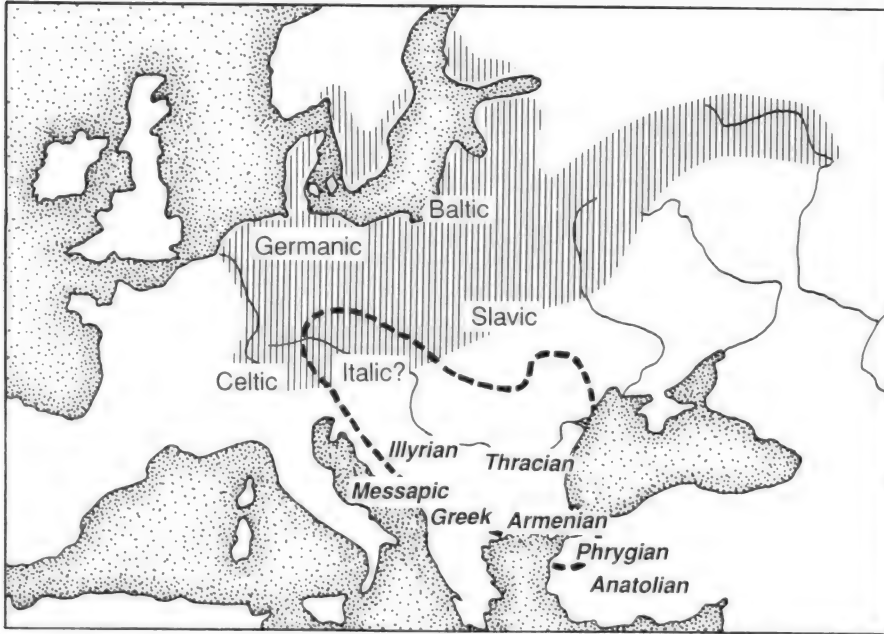 Baltic
Germanic
Slavic
Celtic
Italic?
Illyrian
Thracian
Messapic
Greek
Armenian
Phrygian
Anatolian